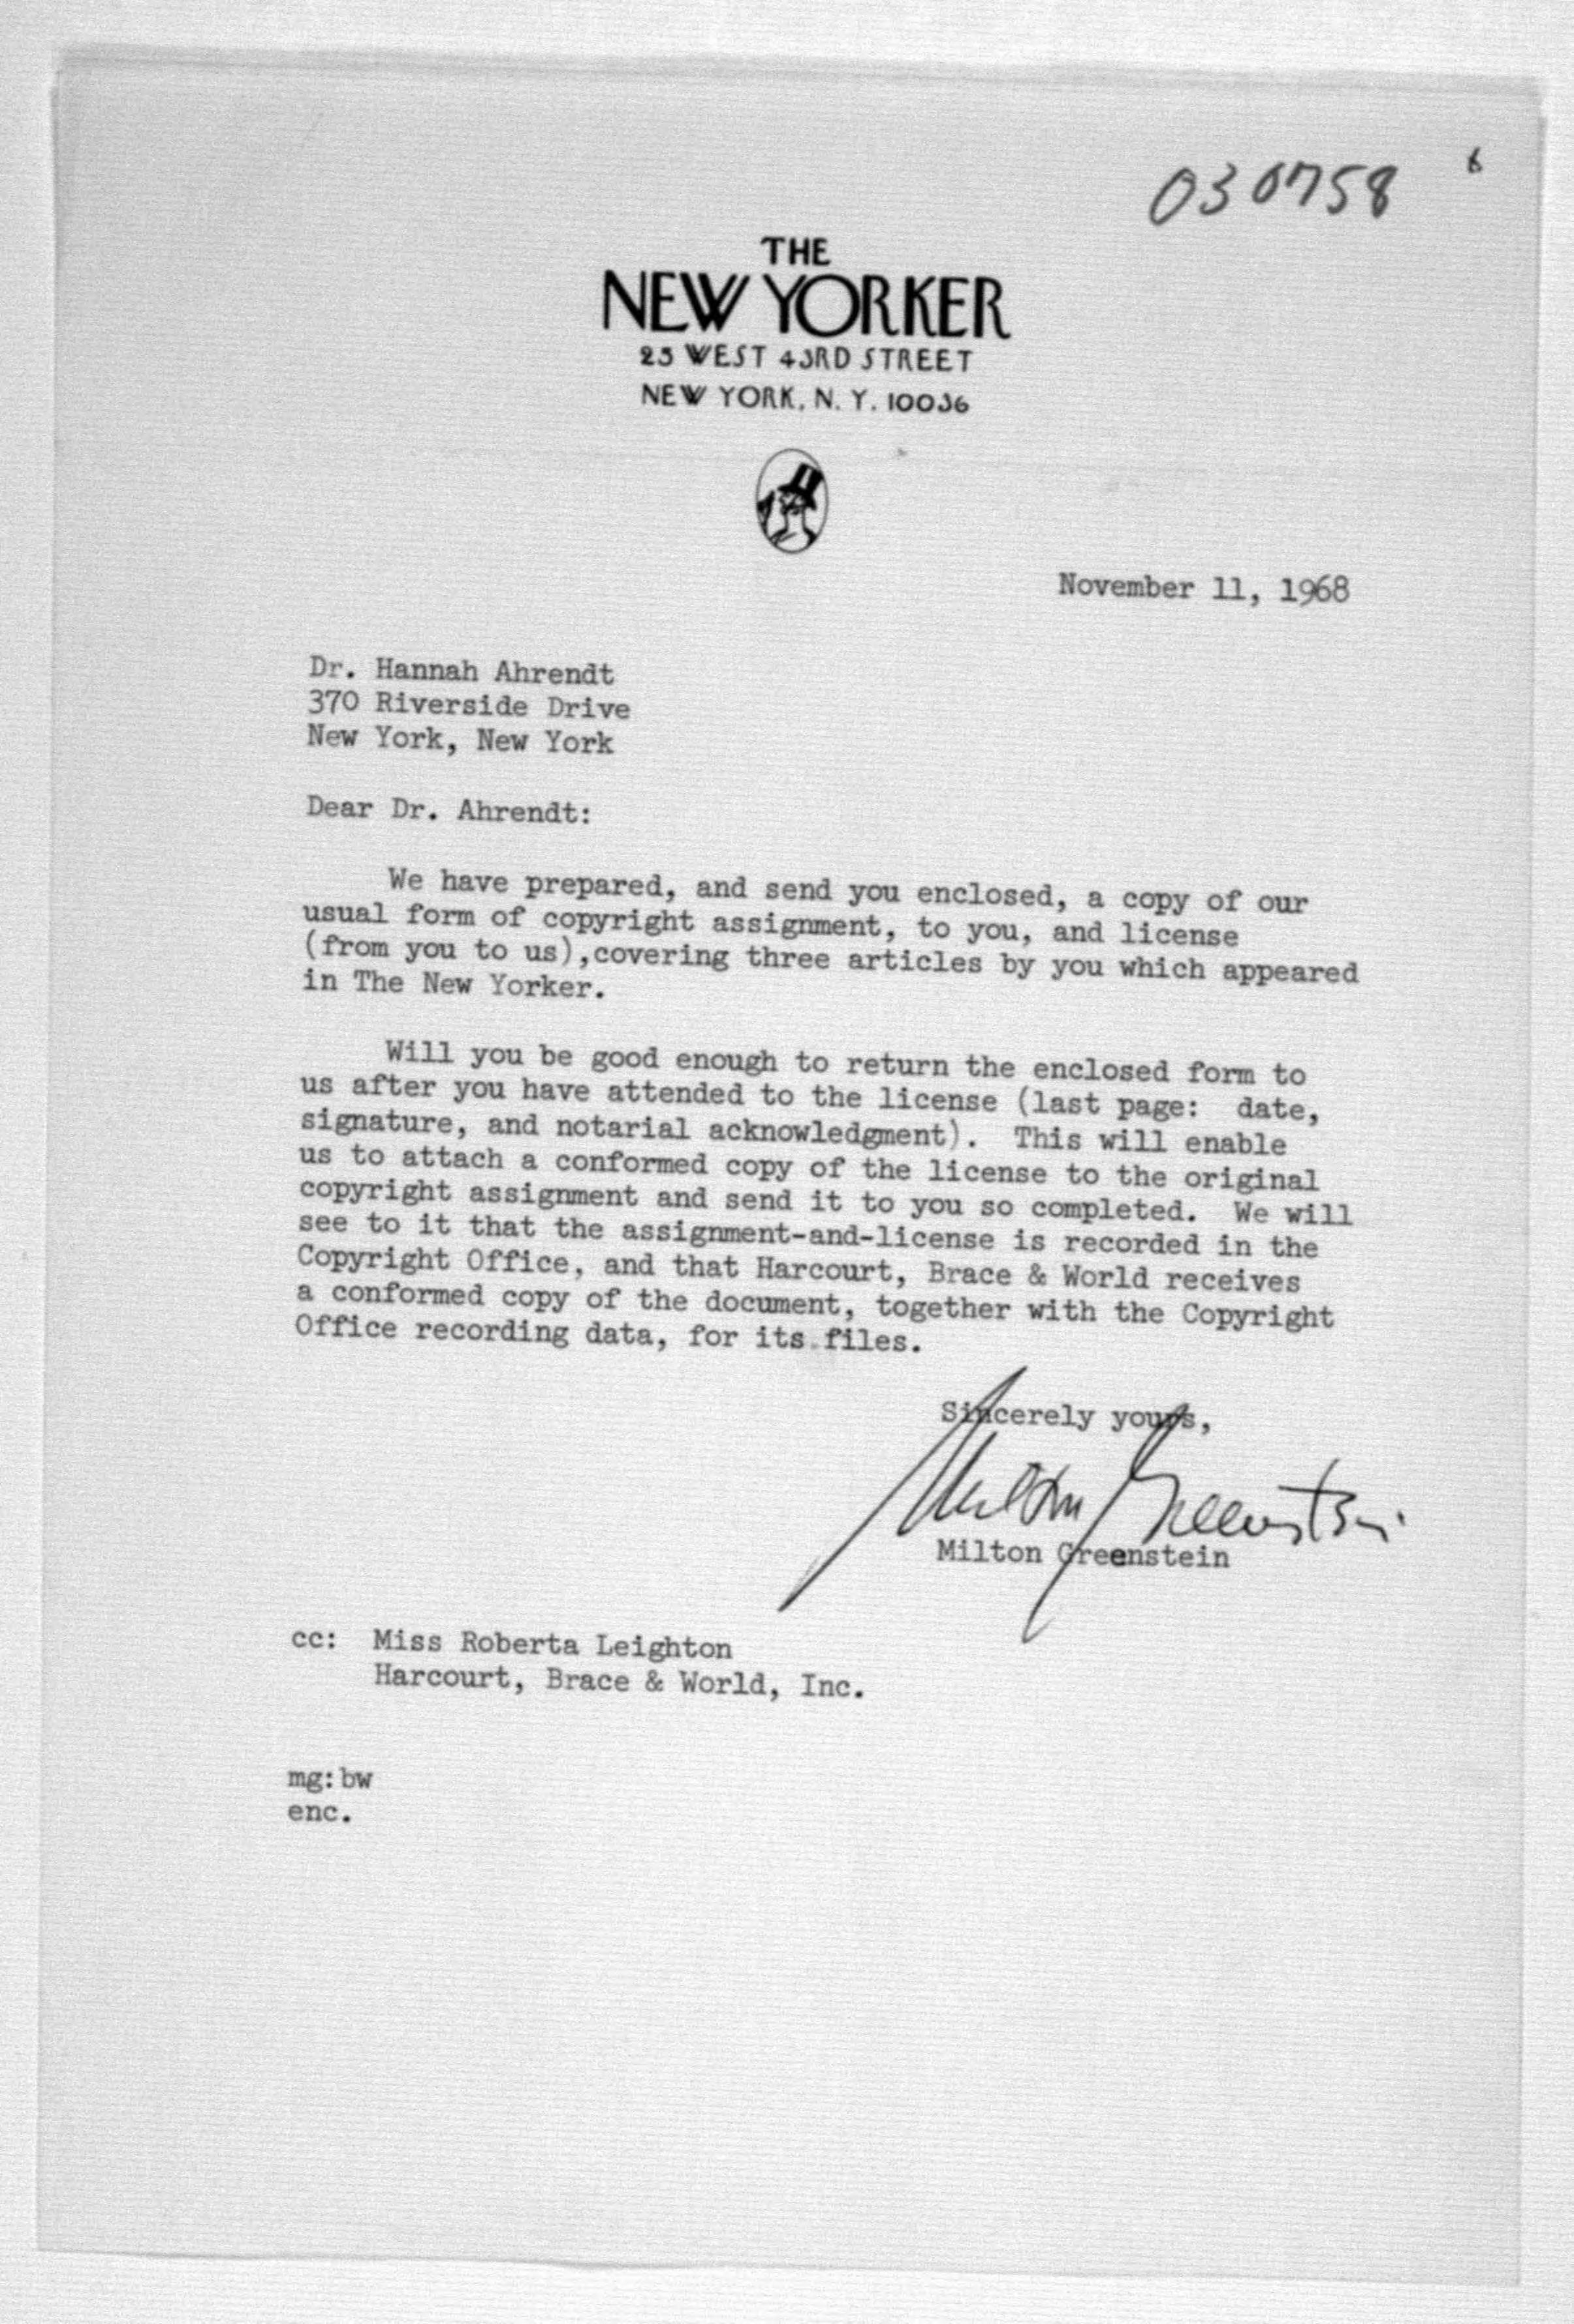 030758
6
THE
NEW YORKER
25 WEST 43RD STREET
NEW YORK, N. Y. 10036
November 11, 1968
Dr. Hannah Ahrendt
370 Riverside Drive
New York, New York
Dear Dr. Ahrendt:
We have prepared, and send you enclosed, a copy of our
usual form of copyright assignment, to you, and license
(from you to us),covering three articles by you which appeared
in The New Yorker.
Will you be good enough to return the enclosed form to
us after you have attended to the license (last page: date,
signature, and notarial acknowledgment). This will enable
us to attach a conformed copy of the license to the original
copyright assignment and send it to you so completed. We will
see to it that the assignment-and-license is recorded in the
Copyright Office, and that Harcourt, Brace & World receives
a conformed copy of the document, together with the Copyright
Office recording data, for its files.
Sincerely yours,
Milton Greenstein
Milton Greenstein
cc: Miss Roberta Leighton
Harcourt, Brace & World, Inc.
mg:bw
enc.